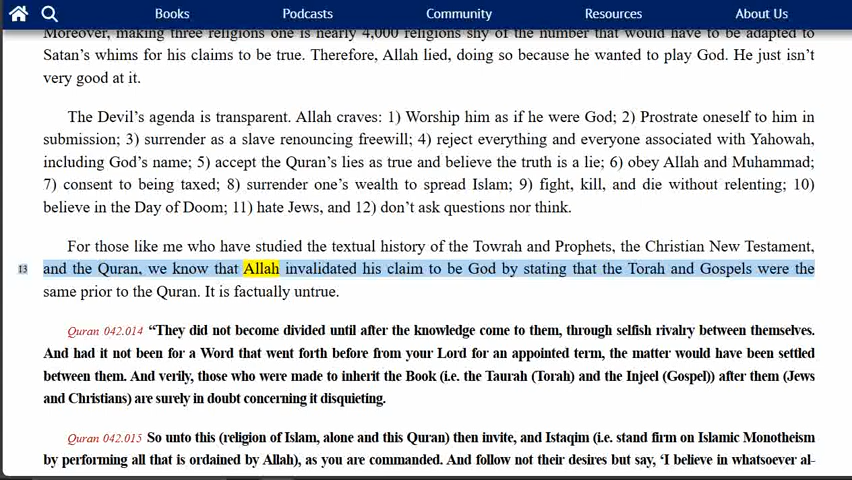 Books Podcasts Community Resources About Us
Moreover, making three religions one is nearly 4,000 religions shy of the number that would have to be adapted to
Satan’s whims for his claims to be true. Therefore, Allah lied, doing so because he wanted to play God. He just isn’t
very good at it.
The Devil’s agenda is transparent. Allah craves: 1) Worship him as if he were God; 2) Prostrate oneself to him in
submission; 3) surrender as a slave renouncing freewill; 4) reject everything and everyone associated with Yahowah,
including God’s name; 5) accept the Quran’s lies as true and believe the truth is a lie; 6) obey Allah and Muhammad;
7) consent to being taxed; 8) surrender one’s wealth to spread Islam; 9) fight, kill, and die without relenting; 10)
believe in the Day of Doom; 11) hate Jews, and 12) don’t ask questions nor think.
For those like me who have studied the textual history of the Towrah and Prophets, the Christian New Testament,
13 and the Quran, we know that Allah invalidated his claim to be God by stating that the Torah and Gospels were the
same prior to the Quran. It is factually untrue.
Quran 042.014 “They did not become divided until after the knowledge come to them, through selfish rivalry between themselves.
And had it not been for a Word that went forth before from your Lord for an appointed term, the matter would have been settled
between them. And verily, those who were made to inherit the Book (i.e. the Taurah (Torah) and the Injeel (Gospel)) after them (Jews
and Christians) are surely in doubt concerning it disquieting.
Quran 042.015 So unto this (religion of Islam, alone and this Quran) then invite, and Istaqim (i.e. stand firm on Islamic Monotheism
by performing all that is ordained by Allah), as you are commanded. And follow not their desires but say, ‘I believe in whatsoever al-